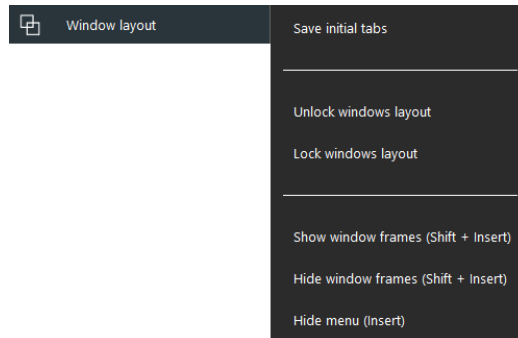 Window layout
Save initial tabs
Unlock windows layout
Lock windows layout
Show window frames (Shift + Insert)
Hide window frames (Shift + Insert)
Hide menu (Insert)